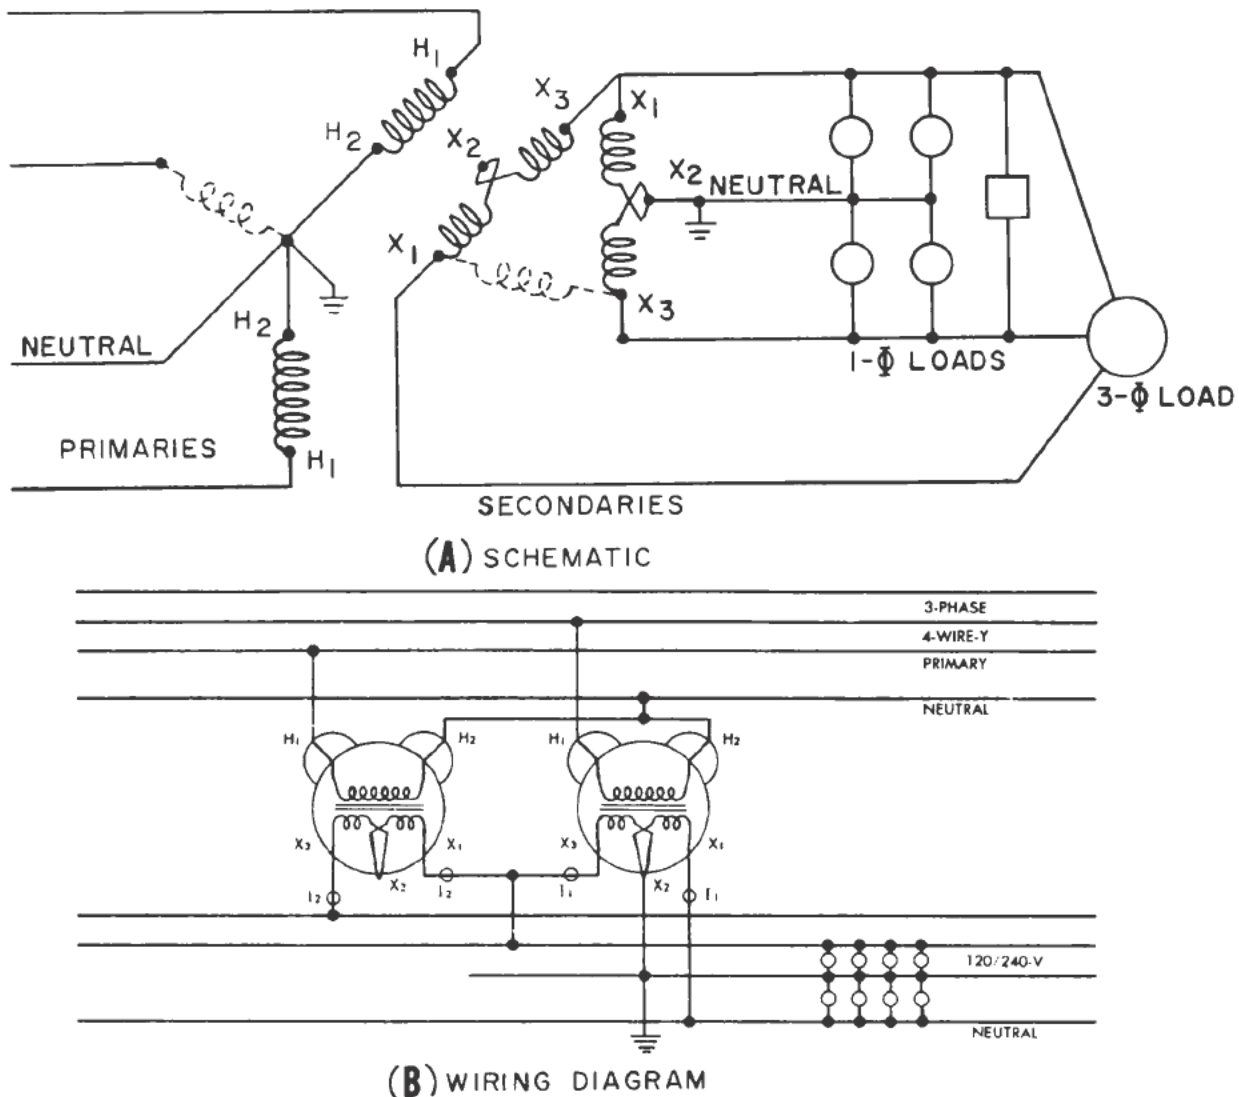 H1
X3
X1
H2
X2
X2
NEUTRAL
X1
H2
X3
NEUTRAL
1-Φ LOADS
3-Φ LOAD
PRIMARIES
H1
SECONDARIES
(A) SCHEMATIC
3-PHASE
4-WIRE-Y
PRIMARY
NEUTRAL
H1 H2 H1 H2
X3 X1 X3 X1
X2 I2 I1 X2
I2 I1
120/240-V
NEUTRAL
(B) WIRING DIAGRAM